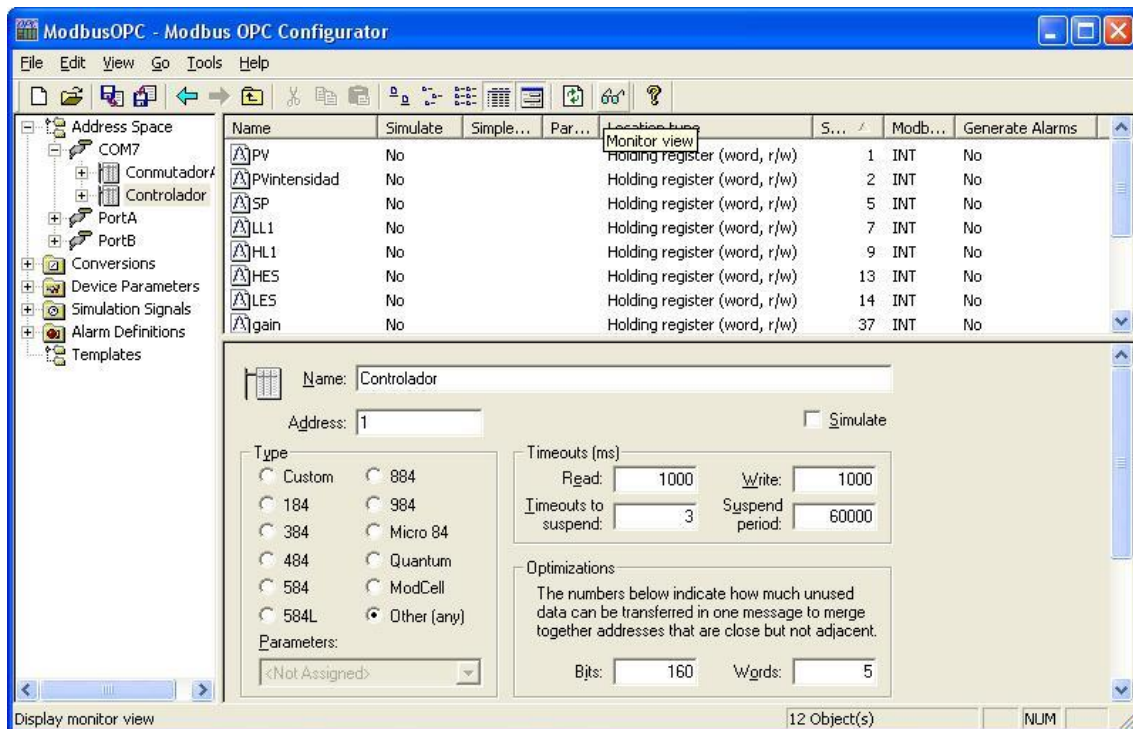 ModbusOPC - Modbus OPC Configurator
File Edit View Go Tools Help
Address Space
COM7
Conmutador
Controlador
PortA
PortB
Conversions
Device Parameters
Simulation Signals
Alarm Definitions
Templates
Name Simulate Simple... Par... Location type S... Modb... Generate Alarms
Monitor view
PV No Holding register (word, r/w) 1 INT No
PVintensidad No Holding register (word, r/w) 2 INT No
SP No Holding register (word, r/w) 5 INT No
LL1 No Holding register (word, r/w) 7 INT No
HL1 No Holding register (word, r/w) 9 INT No
HES No Holding register (word, r/w) 13 INT No
LES No Holding register (word, r/w) 14 INT No
gain No Holding register (word, r/w) 37 INT No
Name: Controlador
Address: 1 Simulate
Type
Custom 884
184 984
384 Micro 84
484 Quantum
584 ModCell
584L Other (any)
Parameters:
<Not Assigned>
Timeouts (ms)
Read: 1000 Write: 1000
Timeouts to suspend: 3 Suspend period: 60000
Optimizations
The numbers below indicate how much unused
data can be transferred in one message to merge
together addresses that are close but not adjacent.
Bits: 160 Words: 5
Display monitor view 12 Object(s) NUM